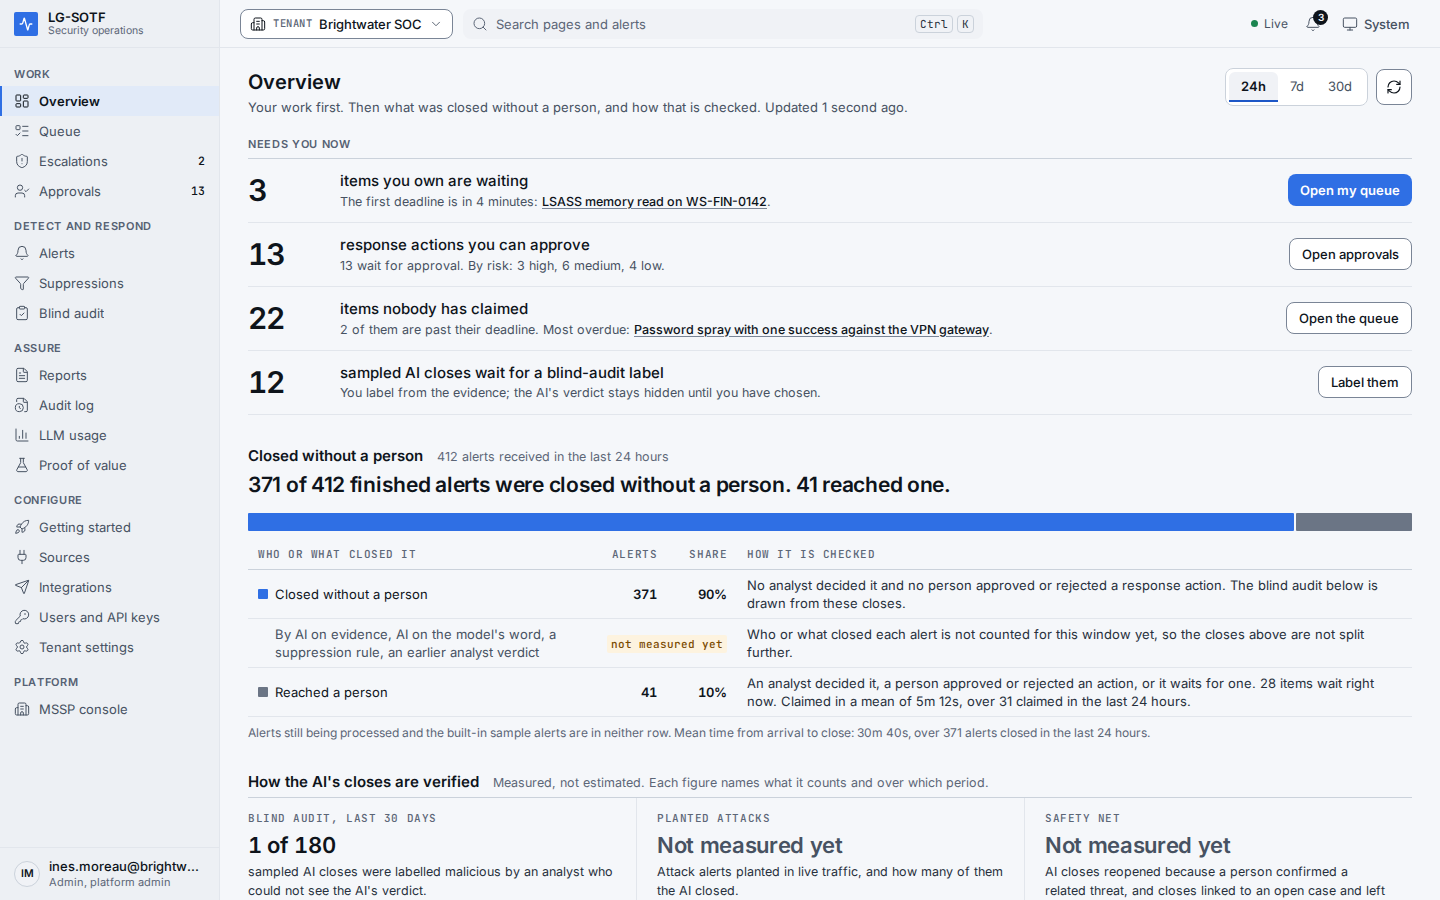 LG-SOTF
Security operations
TENANT Brightwater SOC
Search pages and alerts
Ctrl K
Live
3
System
WORK
Overview
Queue
Escalations 2
Approvals 13
DETECT AND RESPOND
Alerts
Suppressions
Blind audit
ASSURE
Reports
Audit log
LLM usage
Proof of value
CONFIGURE
Getting started
Sources
Integrations
Users and API keys
Tenant settings
PLATFORM
MSSP console
IM
ines.moreau@brightw...
Admin, platform admin
Overview
Your work first. Then what was closed without a person, and how that is checked. Updated 1 second ago.
24h 7d 30d
NEEDS YOU NOW
3
items you own are waiting
The first deadline is in 4 minutes: LSASS memory read on WS-FIN-0142.
Open my queue
13
response actions you can approve
13 wait for approval. By risk: 3 high, 6 medium, 4 low.
Open approvals
22
items nobody has claimed
2 of them are past their deadline. Most overdue: Password spray with one success against the VPN gateway.
Open the queue
12
sampled AI closes wait for a blind-audit label
You label from the evidence; the AI's verdict stays hidden until you have chosen.
Label them
Closed without a person 412 alerts received in the last 24 hours
371 of 412 finished alerts were closed without a person. 41 reached one.
WHO OR WHAT CLOSED IT ALERTS SHARE HOW IT IS CHECKED
Closed without a person 371 90% No analyst decided it and no person approved or rejected a response action. The blind audit below is
drawn from these closes.
By AI on evidence, AI on the model's word, a
suppression rule, an earlier analyst verdict
not measured yet
Who or what closed each alert is not counted for this window yet, so the closes above are not split
further.
Reached a person 41 10% An analyst decided it, a person approved or rejected an action, or it waits for one. 28 items wait right
now. Claimed in a mean of 5m 12s, over 31 claimed in the last 24 hours.
Alerts still being processed and the built-in sample alerts are in neither row. Mean time from arrival to close: 30m 40s, over 371 alerts closed in the last 24 hours.
How the AI's closes are verified Measured, not estimated. Each figure names what it counts and over which period.
BLIND AUDIT, LAST 30 DAYS
1 of 180
sampled AI closes were labelled malicious by an analyst who
could not see the AI's verdict.
PLANTED ATTACKS
Not measured yet
Attack alerts planted in live traffic, and how many of them
the AI closed.
SAFETY NET
Not measured yet
AI closes reopened because a person confirmed a
related threat, and closes linked to an open case and left